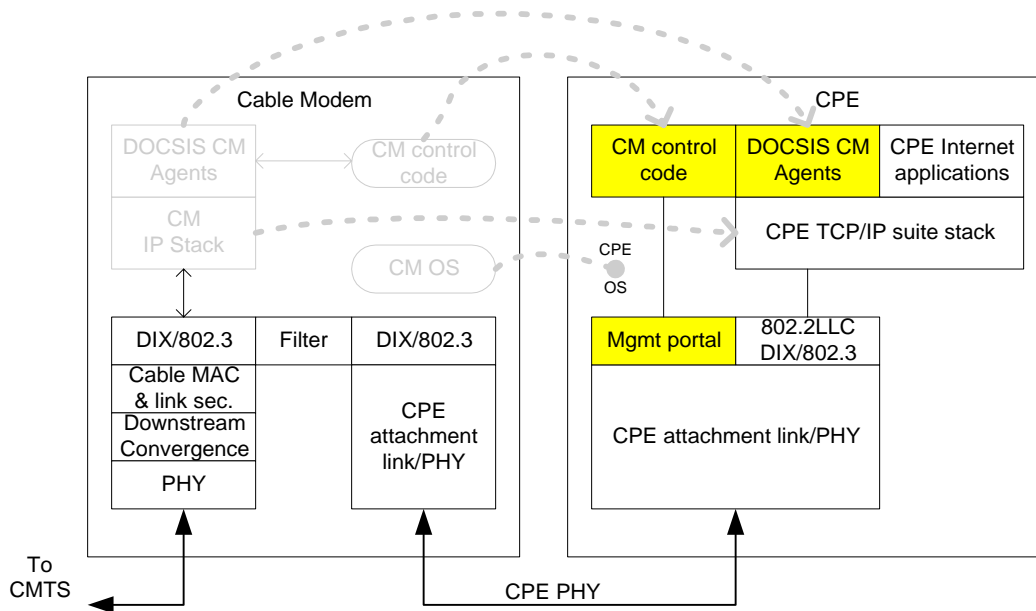 Cable Modem
DOCSIS CM
Agents
CM control
code
CM
IP Stack
CM OS
DIX/802.3
Filter
DIX/802.3
Cable MAC
& link sec.
Downstream
Convergence
PHY
CPE
attachment
link/PHY
To
CMTS
CPE PHY
CPE
CM control
code
DOCSIS CM
Agents
CPE Internet
applications
CPE TCP/IP suite stack
CPE
OS
Mgmt portal
802.2LLC
DIX/802.3
CPE attachment link/PHY